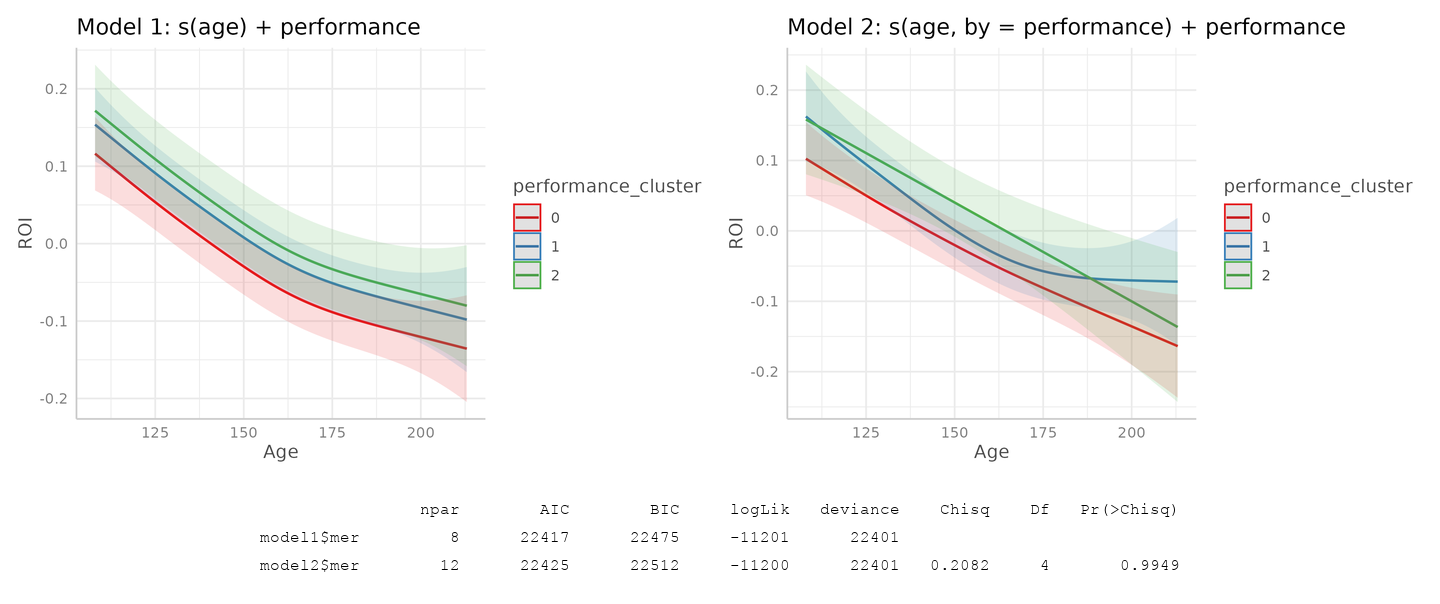 Model 1: s(age) + performance
0.2
0.1
0.0
-0.1
-0.2
ROI
125 150 175 200
Age
performance_cluster
0
1
2
Model 2: s(age, by = performance) + performance
0.2
0.1
0.0
-0.1
-0.2
ROI
125 150 175 200
Age
performance_cluster
0
1
2
npar AIC BIC logLik deviance Chisq Df Pr(>Chisq)
model1$mer 8 22417 22475 -11201 22401
model2$mer 12 22425 22512 -11200 22401 0.2082 4 0.9949